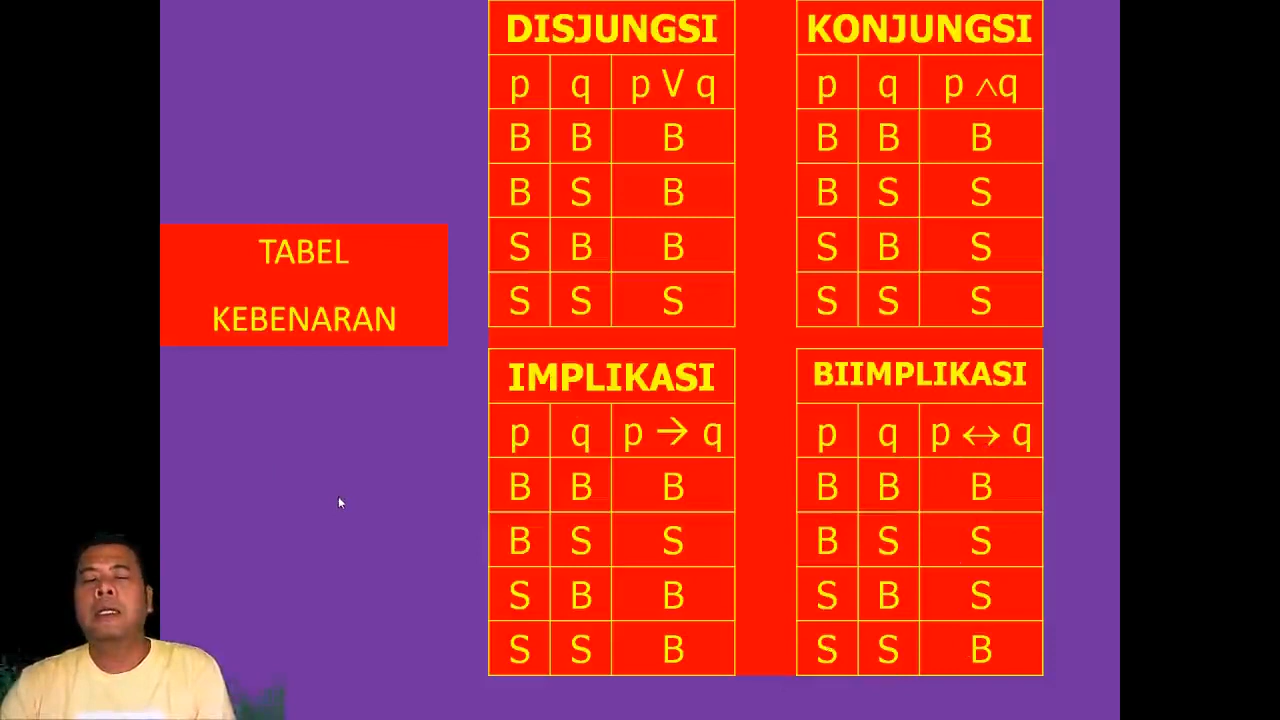 TABEL
KEBENARAN
DISJUNGSI
p q p V q
B B B
B S B
S B B
S S S
KONJUNGSI
p q p ∧q
B B B
B S S
S B S
S S S
IMPLIKASI
p q p → q
B B B
B S S
S B B
S S B
BIIMPLIKASI
p q p ↔ q
B B B
B S S
S B S
S S B